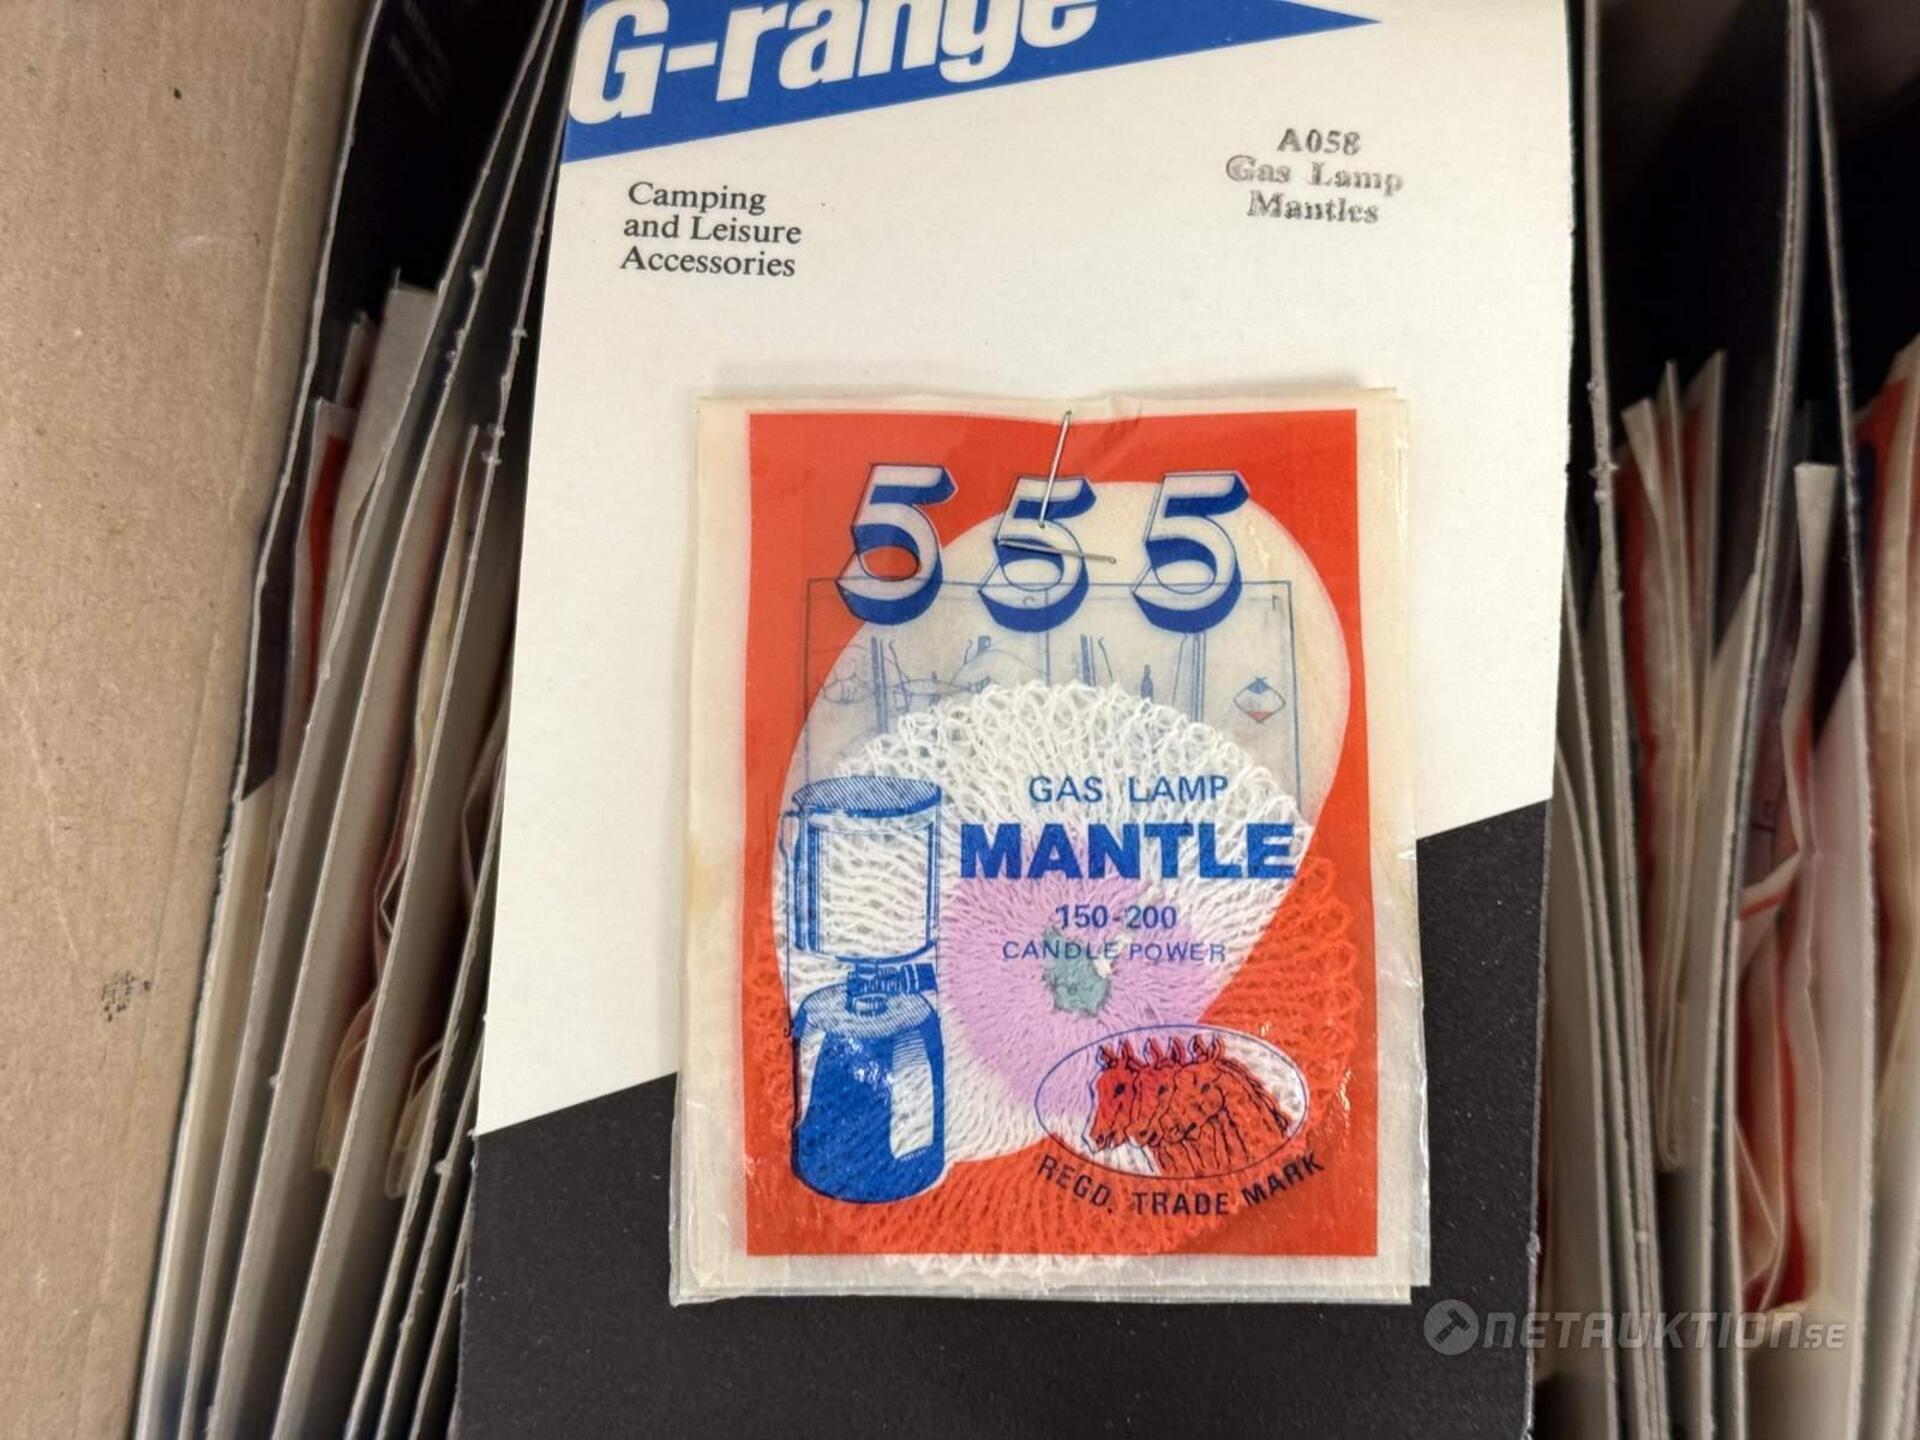 G-range
Camping
and Leisure
Accessories
A058
Gas Lamp
Mantles
555
GAS LAMP
MANTLE
150-200
CANDLE POWER
REGD. TRADE MARK
NETAUKTION.SE